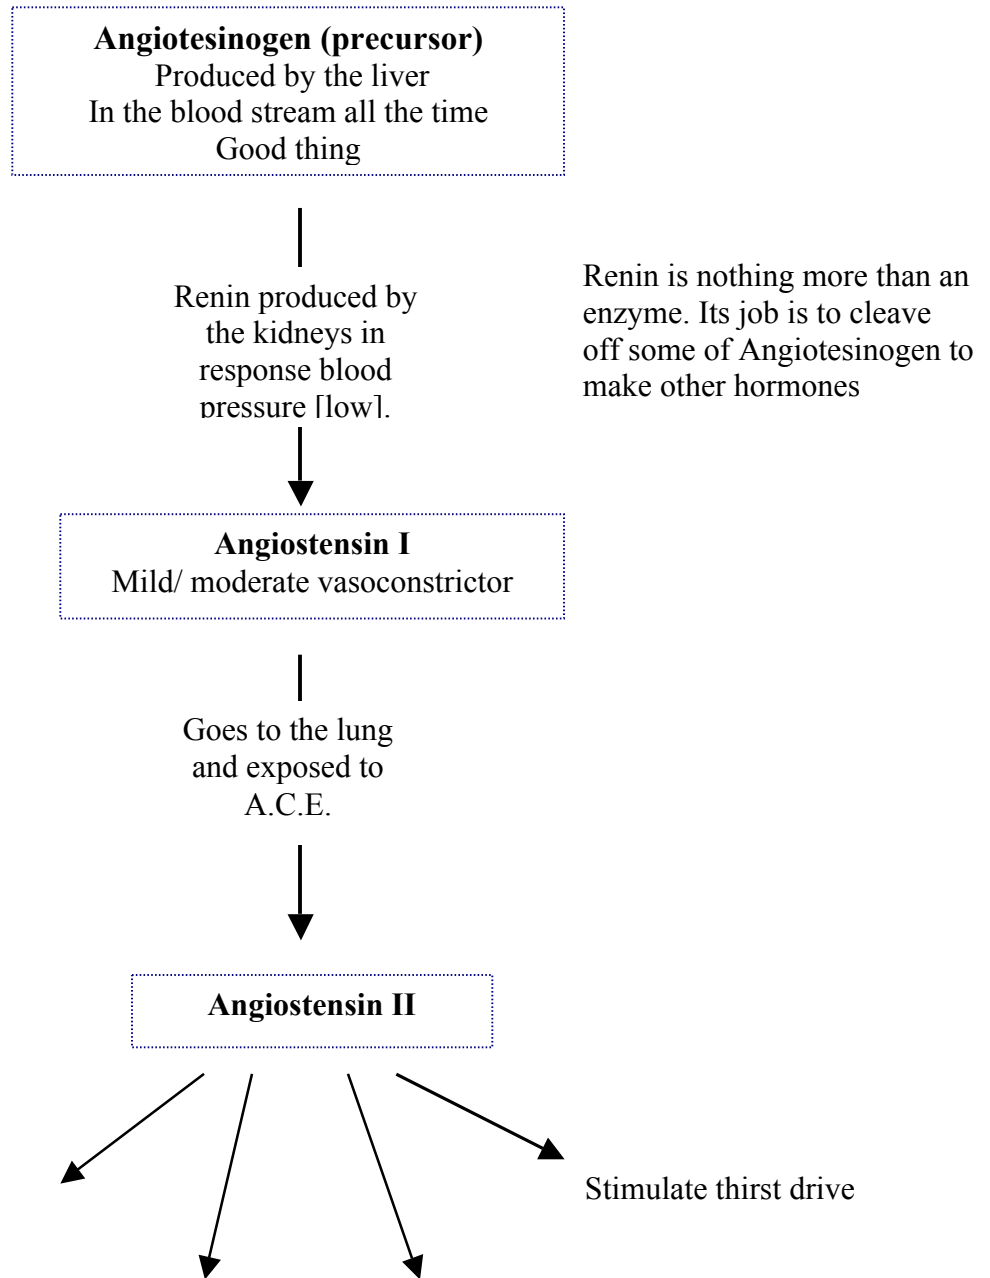 Angiotesinogen (precursor)
Produced by the liver
In the blood stream all the time
Good thing
Renin produced by
the kidneys in
response blood
pressure [low].
Renin is nothing more than an
enzyme. Its job is to cleave
off some of Angiotesinogen to
make other hormones
Angiostensin I
Mild/ moderate vasoconstrictor
Goes to the lung
and exposed to
A.C.E.
Angiostensin II
Stimulate thirst drive